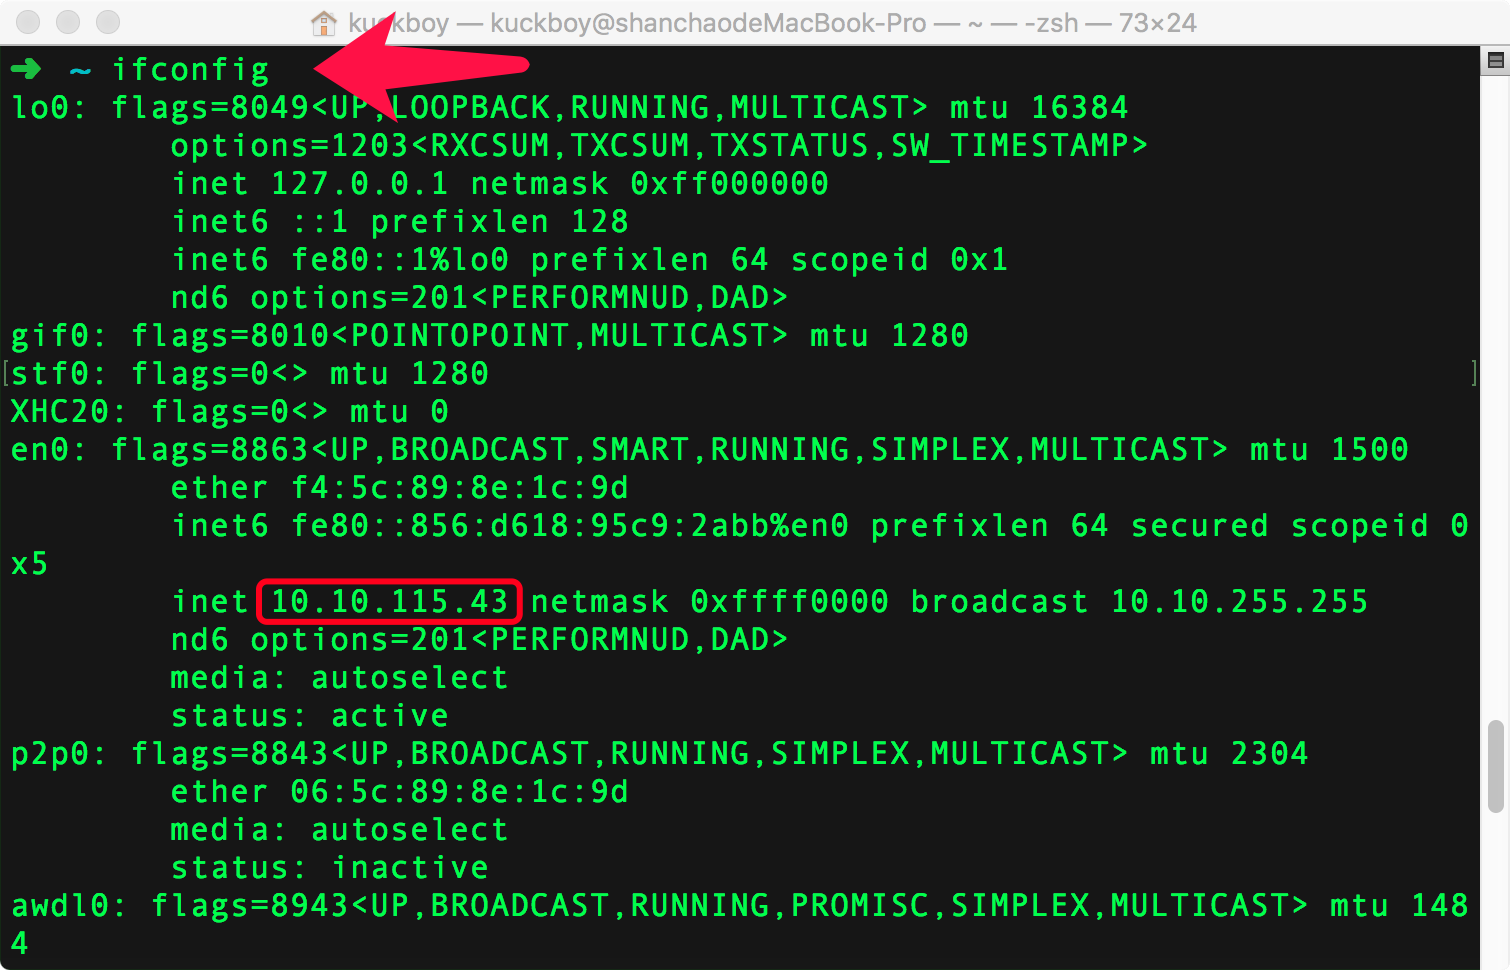 kuckboy — kuckboy@shanchaodeMacBook-Pro — ~ — -zsh — 73×24
➜ ~ ifconfig
lo0: flags=8049<UP,LOOPBACK,RUNNING,MULTICAST> mtu 16384
options=1203<RXCSUM,TXCSUM,TXSTATUS,SW_TIMESTAMP>
inet 127.0.0.1 netmask 0xff000000
inet6 ::1 prefixlen 128
inet6 fe80::1%lo0 prefixlen 64 scopeid 0x1
nd6 options=201<PERFORMNUD,DAD>
gif0: flags=8010<POINTOPOINT,MULTICAST> mtu 1280
[stf0: flags=0<> mtu 1280 ]
XHC20: flags=0<> mtu 0
en0: flags=8863<UP,BROADCAST,SMART,RUNNING,SIMPLEX,MULTICAST> mtu 1500
ether f4:5c:89:8e:1c:9d
inet6 fe80::856:d618:95c9:2abb%en0 prefixlen 64 secured scopeid 0
x5
inet 10.10.115.43 netmask 0xffff0000 broadcast 10.10.255.255
nd6 options=201<PERFORMNUD,DAD>
media: autoselect
status: active
p2p0: flags=8843<UP,BROADCAST,RUNNING,SIMPLEX,MULTICAST> mtu 2304
ether 06:5c:89:8e:1c:9d
media: autoselect
status: inactive
awdl0: flags=8943<UP,BROADCAST,RUNNING,PROMISC,SIMPLEX,MULTICAST> mtu 148
4